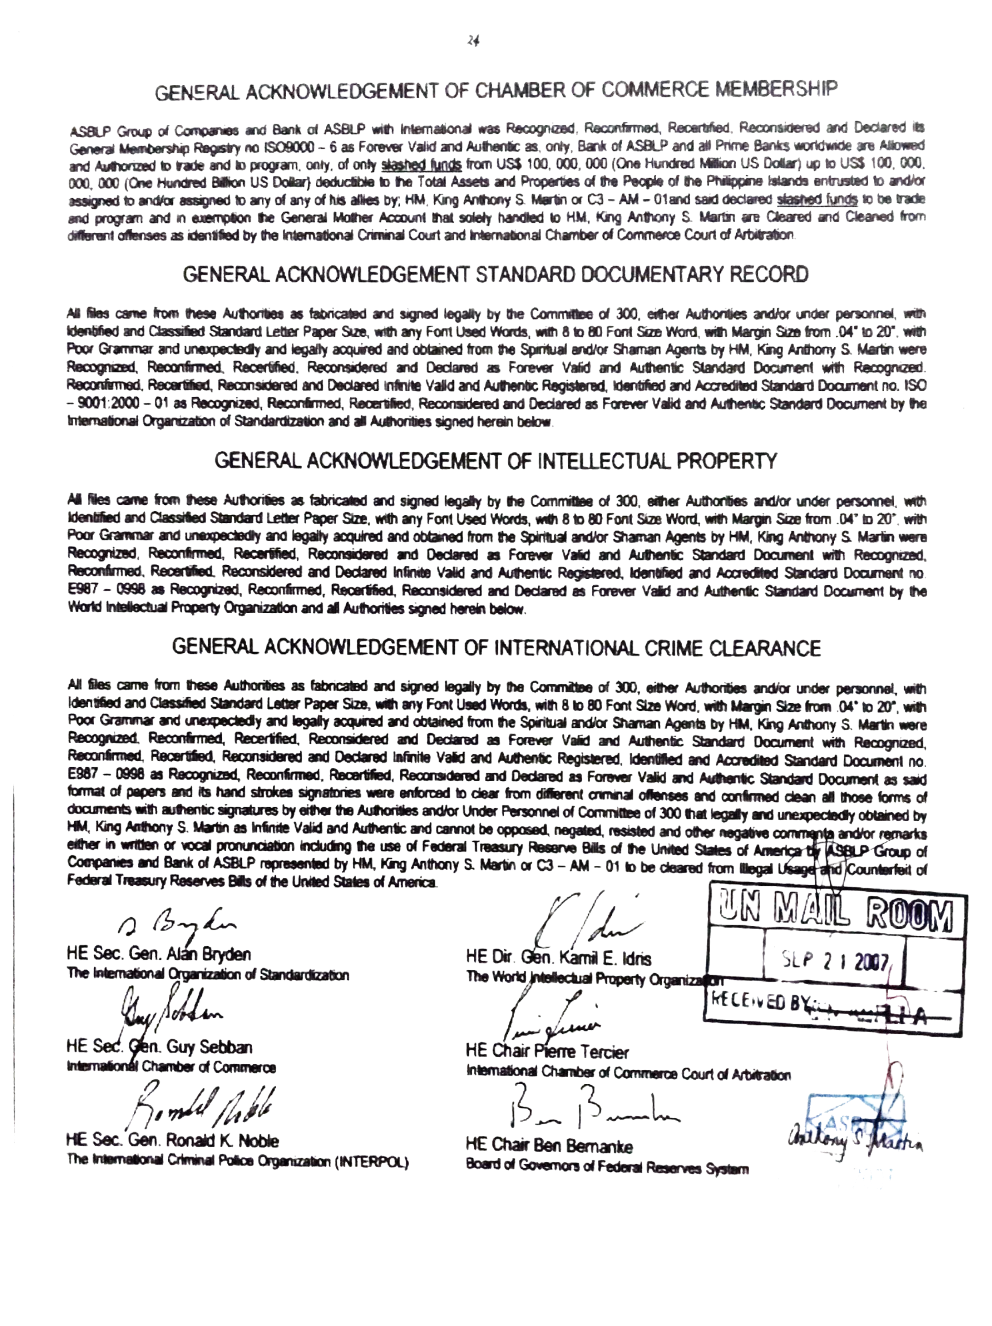 24
GENERAL ACKNOWLEDGEMENT OF CHAMBER OF COMMERCE MEMBERSHIP
ASBLP Group of Companies and Bank of ASBLP with International was Recognized, Reconfirmed, Recertified, Reconsidered and Declared its
General Membership Registry no ISO9000 – 6 as Forever Valid and Authentic as, only, Bank of ASBLP and all Prime Banks worldwide are Allowed
and Authorized to trade and to program, only, of only slashed funds from US$ 100, 000, 000 (One Hundred Million US Dollar) up to US$ 100, 000,
000, 000 (One Hundred Billion US Dollar) deductible to the Total Assets and Properties of the People of the Philippine Islands entrusted to and/or
assigned to and/or assigned to any of any of his allies by; HM, King Anthony S. Martin or C3 – AM – 01and said declared slashed funds to be trade
and program and in exemption the General Mother Account that solely handled to HM, King Anthony S. Martin are Cleared and Cleaned from
different offenses as identified by the International Criminal Court and International Chamber of Commerce Court of Arbitration.
GENERAL ACKNOWLEDGEMENT STANDARD DOCUMENTARY RECORD
All files came from these Authorities as fabricated and signed legally by the Committee of 300, either Authorities and/or under personnel, with
Identified and Classified Standard Letter Paper Size, with any Font Used Words, with 8 to 80 Font Size Word, with Margin Size from .04" to 20", with
Poor Grammar and unexpectedly and legally acquired and obtained from the Spiritual and/or Shaman Agents by HM, King Anthony S. Martin were
Recognized, Reconfirmed, Recertified, Reconsidered and Declared as Forever Valid and Authentic Standard Document with Recognized,
Reconfirmed, Recertified, Reconsidered and Declared Infinite Valid and Authentic Registered, Identified and Accredited Standard Document no. ISO
– 9001:2000 – 01 as Recognized, Reconfirmed, Recertified, Reconsidered and Declared as Forever Valid and Authentic Standard Document by the
International Organization of Standardization and all Authorities signed herein below.
GENERAL ACKNOWLEDGEMENT OF INTELLECTUAL PROPERTY
All files came from these Authorities as fabricated and signed legally by the Committee of 300, either Authorities and/or under personnel, with
Identified and Classified Standard Letter Paper Size, with any Font Used Words, with 8 to 80 Font Size Word, with Margin Size from .04" to 20", with
Poor Grammar and unexpectedly and legally acquired and obtained from the Spiritual and/or Shaman Agents by HM, King Anthony S. Martin were
Recognized, Reconfirmed, Recertified, Reconsidered and Declared as Forever Valid and Authentic Standard Document with Recognized,
Reconfirmed, Recertified, Reconsidered and Declared Infinite Valid and Authentic Registered, Identified and Accredited Standard Document no.
E987 – 0998 as Recognized, Reconfirmed, Recertified, Reconsidered and Declared as Forever Valid and Authentic Standard Document by the
World Intellectual Property Organization and all Authorities signed herein below.
GENERAL ACKNOWLEDGEMENT OF INTERNATIONAL CRIME CLEARANCE
All files came from these Authorities as fabricated and signed legally by the Committee of 300, either Authorities and/or under personnel, with
Identified and Classified Standard Letter Paper Size, with any Font Used Words, with 8 to 80 Font Size Word, with Margin Size from .04" to 20", with
Poor Grammar and unexpectedly and legally acquired and obtained from the Spiritual and/or Shaman Agents by HM, King Anthony S. Martin were
Recognized, Reconfirmed, Recertified, Reconsidered and Declared as Forever Valid and Authentic Standard Document with Recognized,
Reconfirmed, Recertified, Reconsidered and Declared Infinite Valid and Authentic Registered, Identified and Accredited Standard Document no.
E987 – 0998 as Recognized, Reconfirmed, Recertified, Reconsidered and Declared as Forever Valid and Authentic Standard Document as said
format of papers and its hand strokes signatories were enforced to clear from different criminal offenses and confirmed clean all those forms of
documents with authentic signatures by either the Authorities and/or Under Personnel of Committee of 300 that legally and unexpectedly obtained by
HM, King Anthony S. Martin as Infinite Valid and Authentic and cannot be opposed, negated, resisted and other negative comments and/or remarks
either in written or vocal pronunciation including the use of Federal Treasury Reserve Bills of the United States of America by ASBLP Group of
Companies and Bank of ASBLP represented by HM, King Anthony S. Martin or C3 – AM – 01 to be cleared from Illegal Usage and Counterfeit of
Federal Treasury Reserves Bills of the United States of America.
UN MAIL ROOM
SEP 21 2007
RECEIVED BY:
A Bryden
HE Sec. Gen. Alan Bryden
The International Organization of Standardization
HE Dir. Gen. Kamil E. Idris
The World Intellectual Property Organization
Guy Sebban
HE Sec. Gen. Guy Sebban
International Chamber of Commerce
HE Chair Pierre Tercier
International Chamber of Commerce Court of Arbitration
Ronald Noble
HE Sec. Gen. Ronald K. Noble
The International Criminal Police Organization (INTERPOL)
Ben Bernanke
HE Chair Ben Bernanke
Board of Governors of Federal Reserves System
Anthony S. Martin